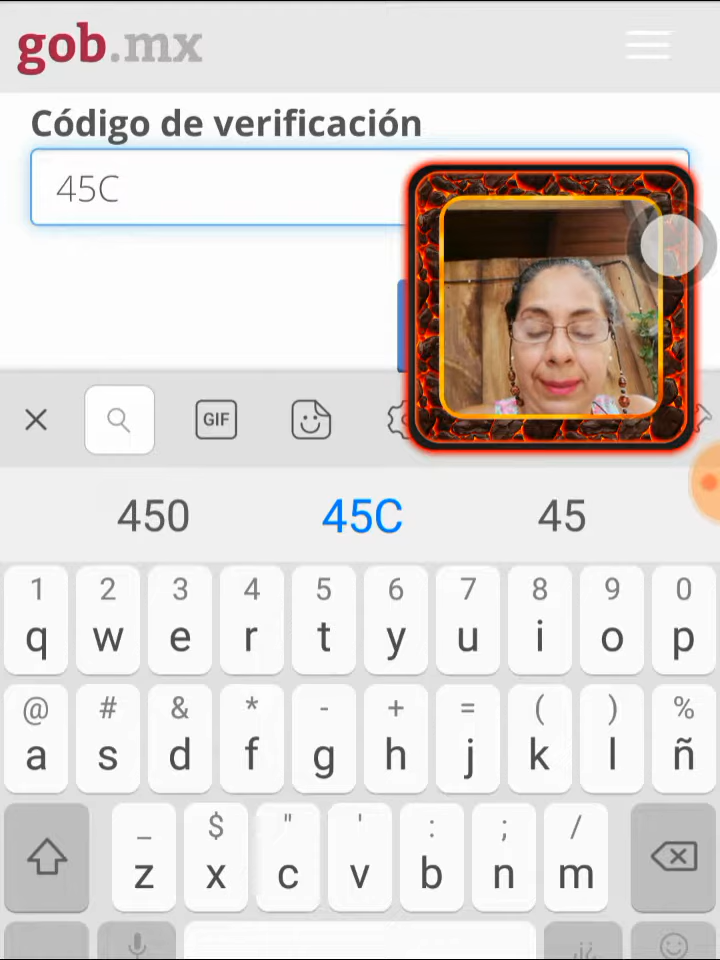 gob.mx
Código de verificación
45C
GIF
450 45C 45
1 2 3 4 5 6 7 8 9 0
q w e r t y u i o p
@ # & * - + = ( ) %
a s d f g h j k l ñ
_ $ " ' : ; /
z x c v b n m